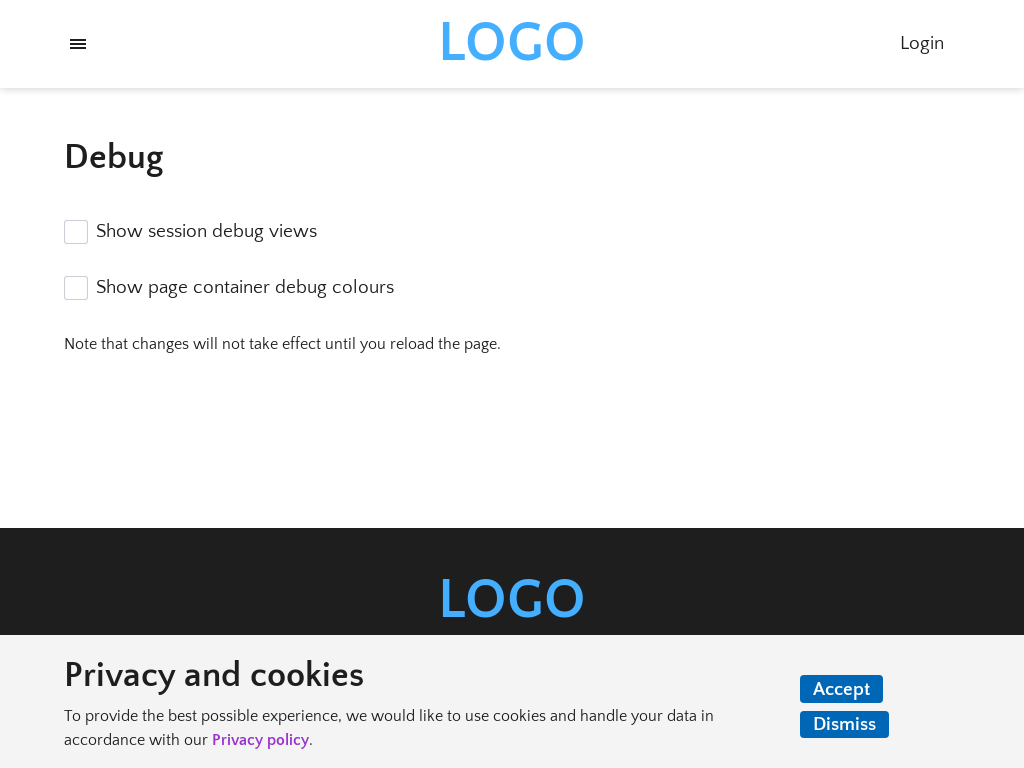 LOGO
Login
Debug
Show session debug views
Show page container debug colours
Note that changes will not take effect until you reload the page.
LOGO
Privacy and cookies
To provide the best possible experience, we would like to use cookies and handle your data in
accordance with our Privacy policy.
Accept
Dismiss